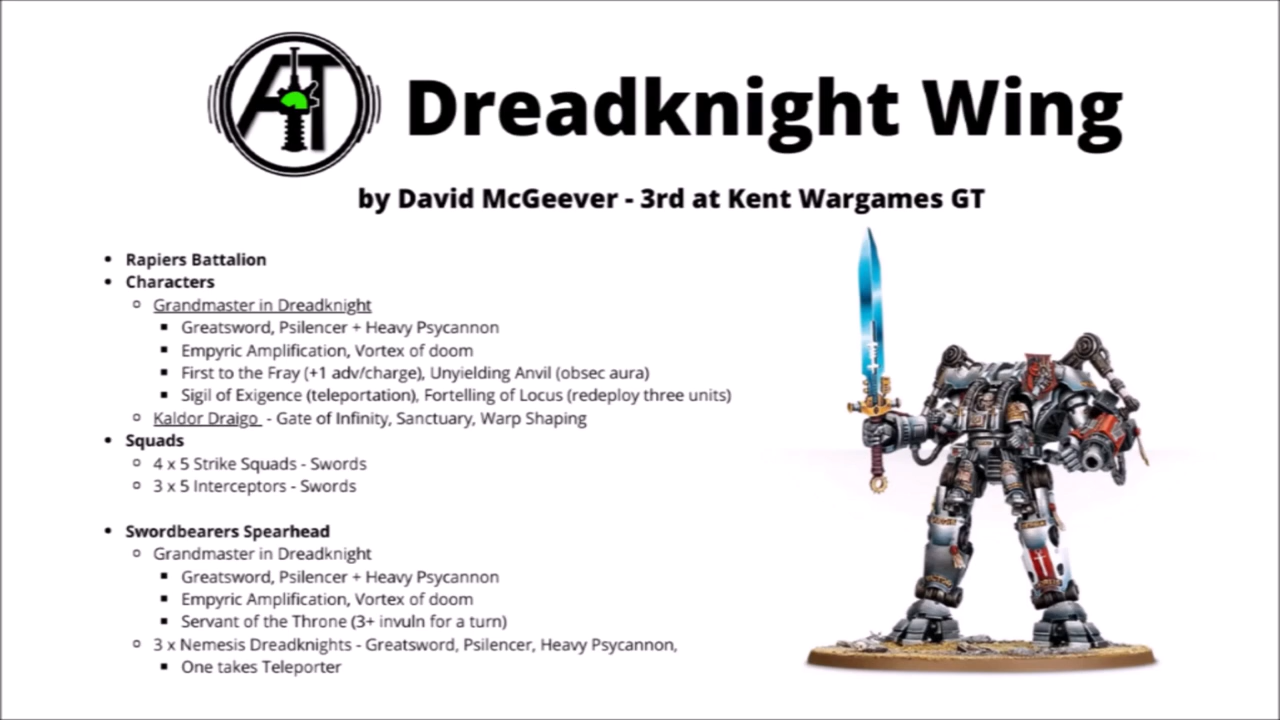 AT
Dreadknight Wing
by David McGeever - 3rd at Kent Wargames GT
• Rapiers Battalion
• Characters
○ Grandmaster in Dreadknight
▪ Greatsword, Psilencer + Heavy Psycannon
▪ Empyric Amplification, Vortex of doom
▪ First to the Fray (+1 adv/charge), Unyielding Anvil (obsec aura)
▪ Sigil of Exigence (teleportation), Fortelling of Locus (redeploy three units)
○ Kaldor Draigo - Gate of Infinity, Sanctuary, Warp Shaping
• Squads
○ 4 x 5 Strike Squads - Swords
○ 3 x 5 Interceptors - Swords
• Swordbearers Spearhead
○ Grandmaster in Dreadknight
▪ Greatsword, Psilencer + Heavy Psycannon
▪ Empyric Amplification, Vortex of doom
▪ Servant of the Throne (3+ invuln for a turn)
○ 3 x Nemesis Dreadknights - Greatsword, Psilencer, Heavy Psycannon,
▪ One takes Teleporter